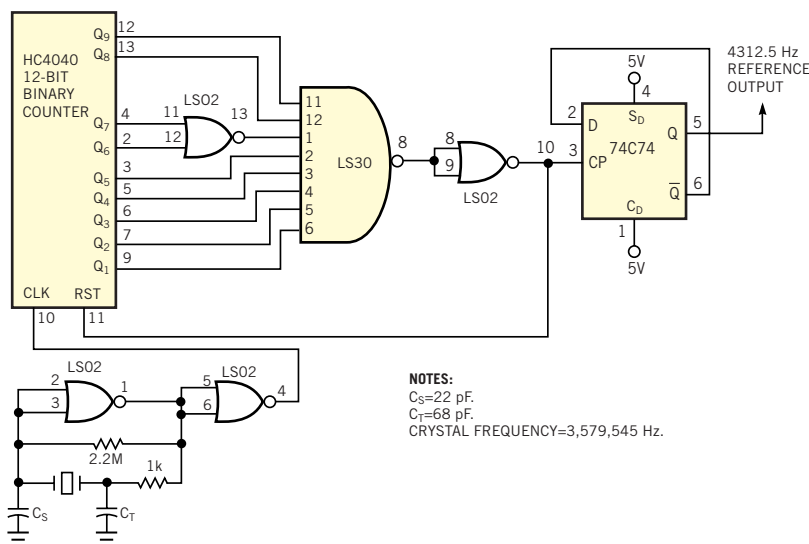 HC4040
12-BIT
BINARY
COUNTER
Q9 12
Q8 13
Q7 4
Q6 2
Q5 3
Q4 5
Q3 6
Q2 7
Q1 9
CLK RST
10 11
LS02
11 13
12
11
12
1
2
3
4
5
6
LS30
8
8
9
LS02
10
5V
4
2 D SD Q 5
74C74
3 CP Q 6
CD
1
5V
4312.5 Hz
REFERENCE
OUTPUT
LS02
2 1
3
LS02
5 4
6
2.2M
1k
CS
CT
NOTES:
CS=22 pF.
CT=68 pF.
CRYSTAL FREQUENCY=3,579,545 Hz.